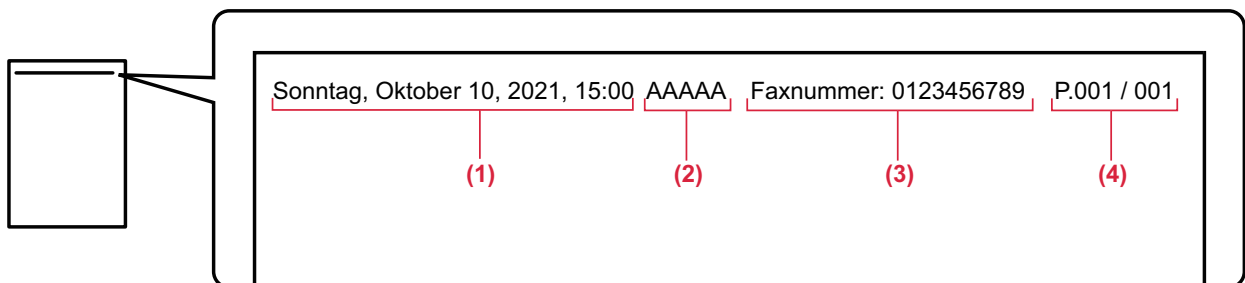 Sonntag, Oktober 10, 2021, 15:00 AAAAA Faxnummer: 0123456789 P.001 / 001
(1) (2) (3) (4)